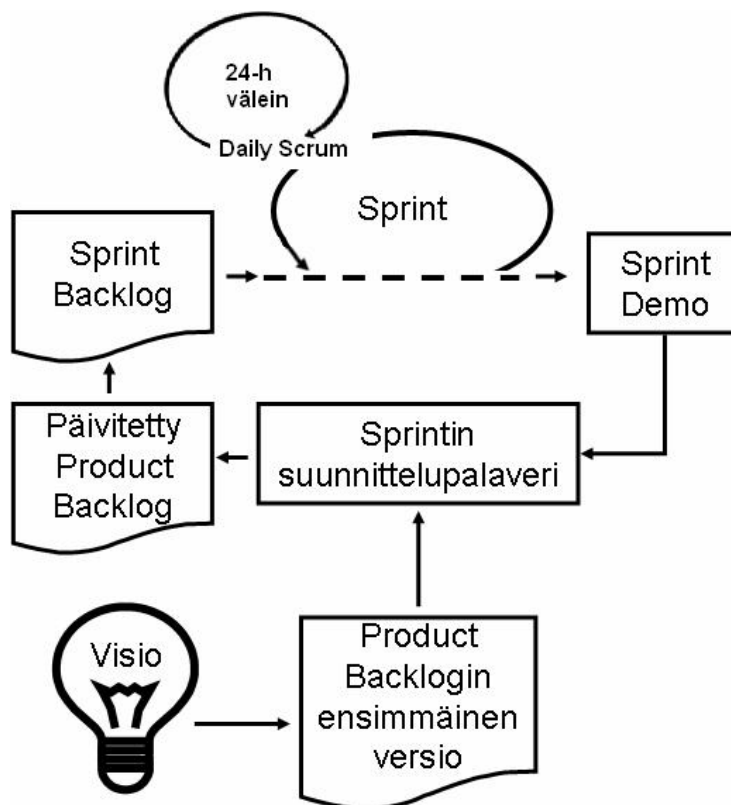 24-h
välein
Daily Scrum
Sprint
Sprint
Backlog
Sprint
Demo
Päivitetty
Product
Backlog
Sprintin
suunnittelupalaveri
Visio
Product
Backlogin
ensimmäinen
versio